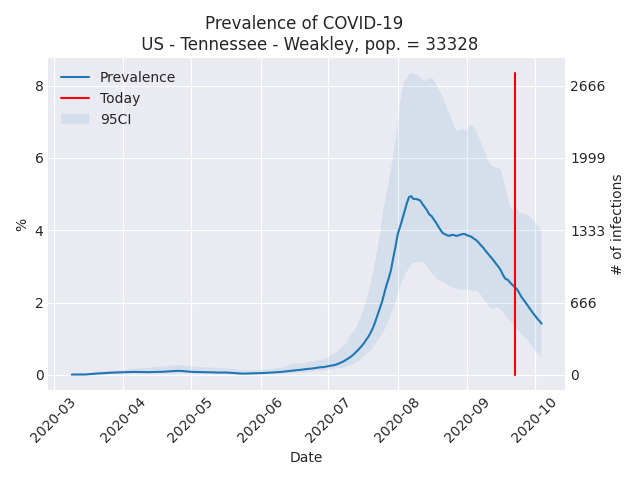 Prevalence of COVID-19
US - Tennessee - Weakley, pop. = 33328
Prevalence
Today
95CI
%
8
6
4
2
0
2666
1999
1333
666
0
# of infections
2020-03
2020-04
2020-05
2020-06
2020-07
2020-08
2020-09
2020-10
Date